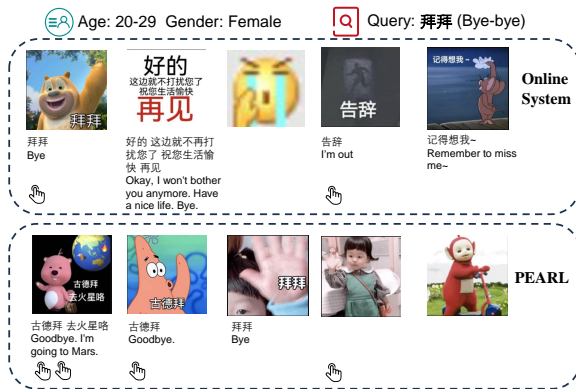 Age: 20-29 Gender: Female
Query: 拜拜 (Bye-bye)
拜拜
好的
这边就不打扰您了
祝您生活愉快
再见
告辞
记得想我~
Online
System
拜拜
Bye
好的 这边就不再打
扰您了 祝您生活愉
快 再见
Okay, I won't bother
you anymore. Have
a nice life. Bye.
告辞
I'm out
记得想我~
Remember to miss
me~
古德拜
去火星咯
古德拜
拜拜
PEARL
古德拜 去火星咯
Goodbye. I'm
going to Mars.
古德拜
Goodbye.
拜拜
Bye